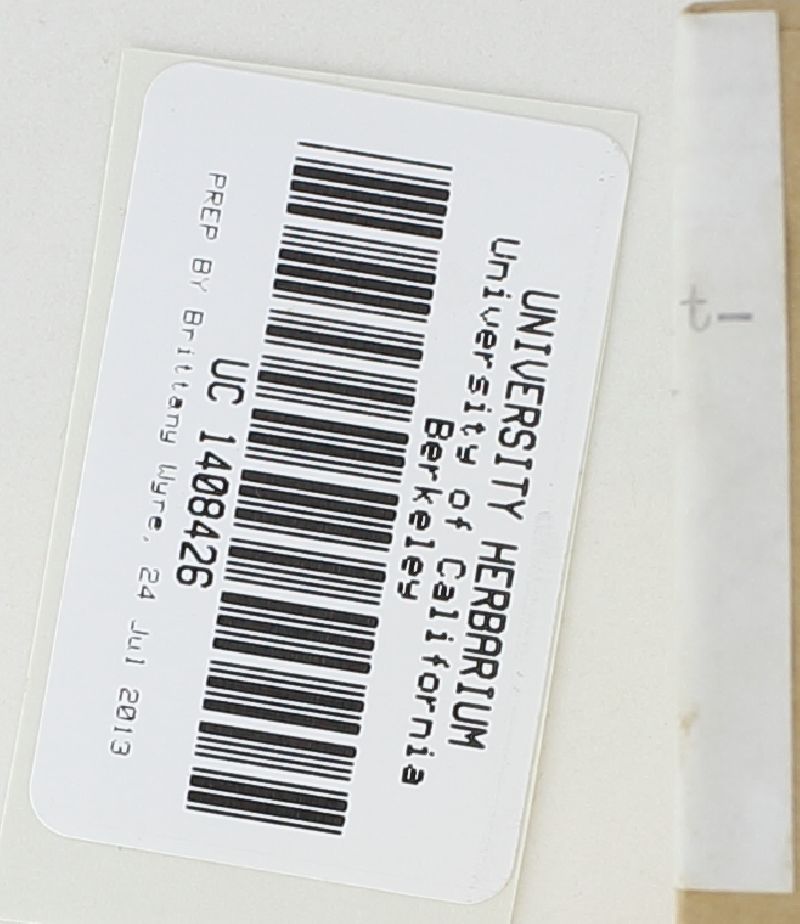 UNIVERSITY HERBARIUM
University of California
Berkeley
UC 1408426
PREP BY Brittany Wyre, 24 Jul 2013